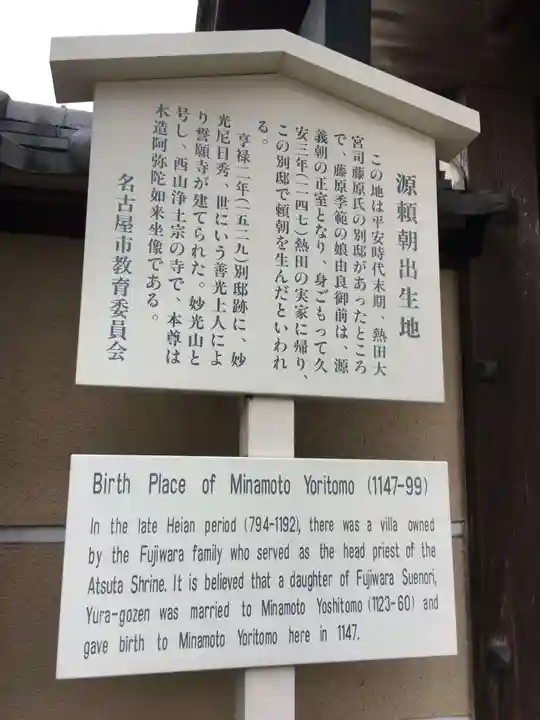 源頼朝出生地
この地は平安時代末期、熱田大
宮司藤原氏の別邸があったところ
で、藤原季範の娘由良御前は、源
義朝の正室となり、身ごもって久
安三年(一一四七)熱田の実家に帰り、
この別邸で頼朝を生んだといわれ
る。
亨禄二年(一五二九)別邸跡に、妙
光尼日秀、世にいう善光上人によ
り誓願寺が建てられた。妙光山と
号し、西山浄土宗の寺で、本尊は
木造阿弥陀如来坐像である。
名古屋市教育委員会
Birth Place of Minamoto Yoritomo (1147-99)
In the late Heian period (794-1192), there was a villa owned
by the Fujiwara family who served as the head priest of the
Atsuta Shrine. It is believed that a daughter of Fujiwara Suenori,
Yura-gozen was married to Minamoto Yoshitomo (1123-60) and
gave birth to Minamoto Yoritomo here in 1147.